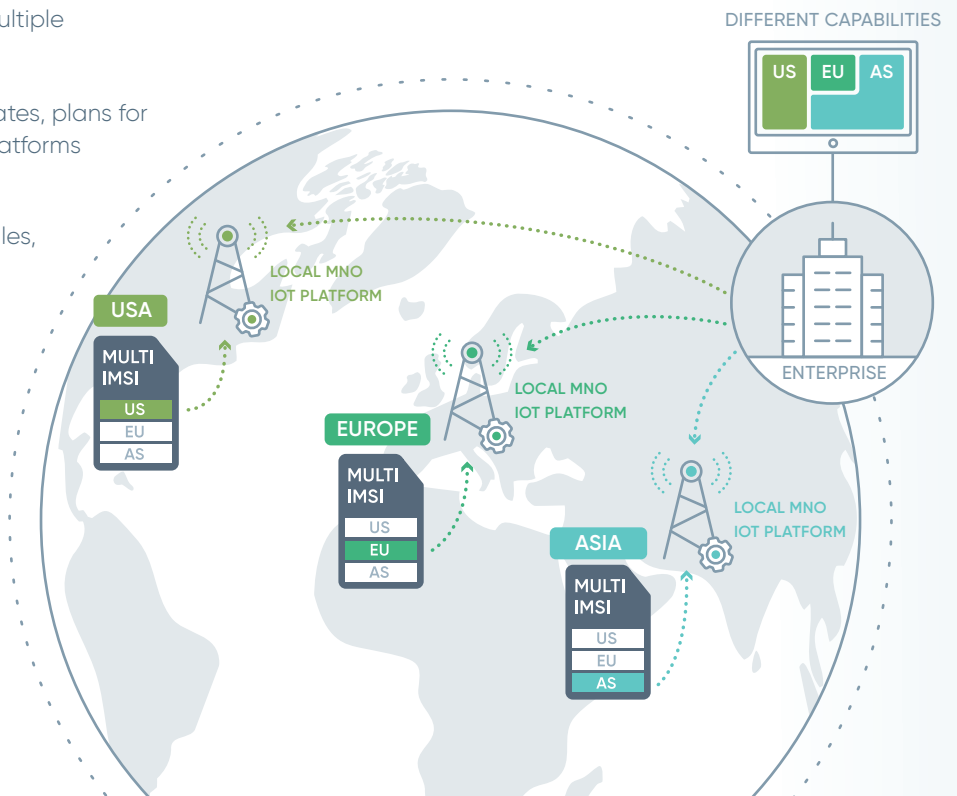 DIFFERENT CAPABILITIES
US EU AS
ates, plans for
atforms
LOCAL MNO
IOT PLATFORM
USA
MULTI
IMSI
US
EU
AS
ENTERPRISE
LOCAL MNO
IOT PLATFORM
EUROPE
MULTI
IMSI
US
EU
AS
LOCAL MNO
IOT PLATFORM
ASIA
MULTI
IMSI
US
EU
AS